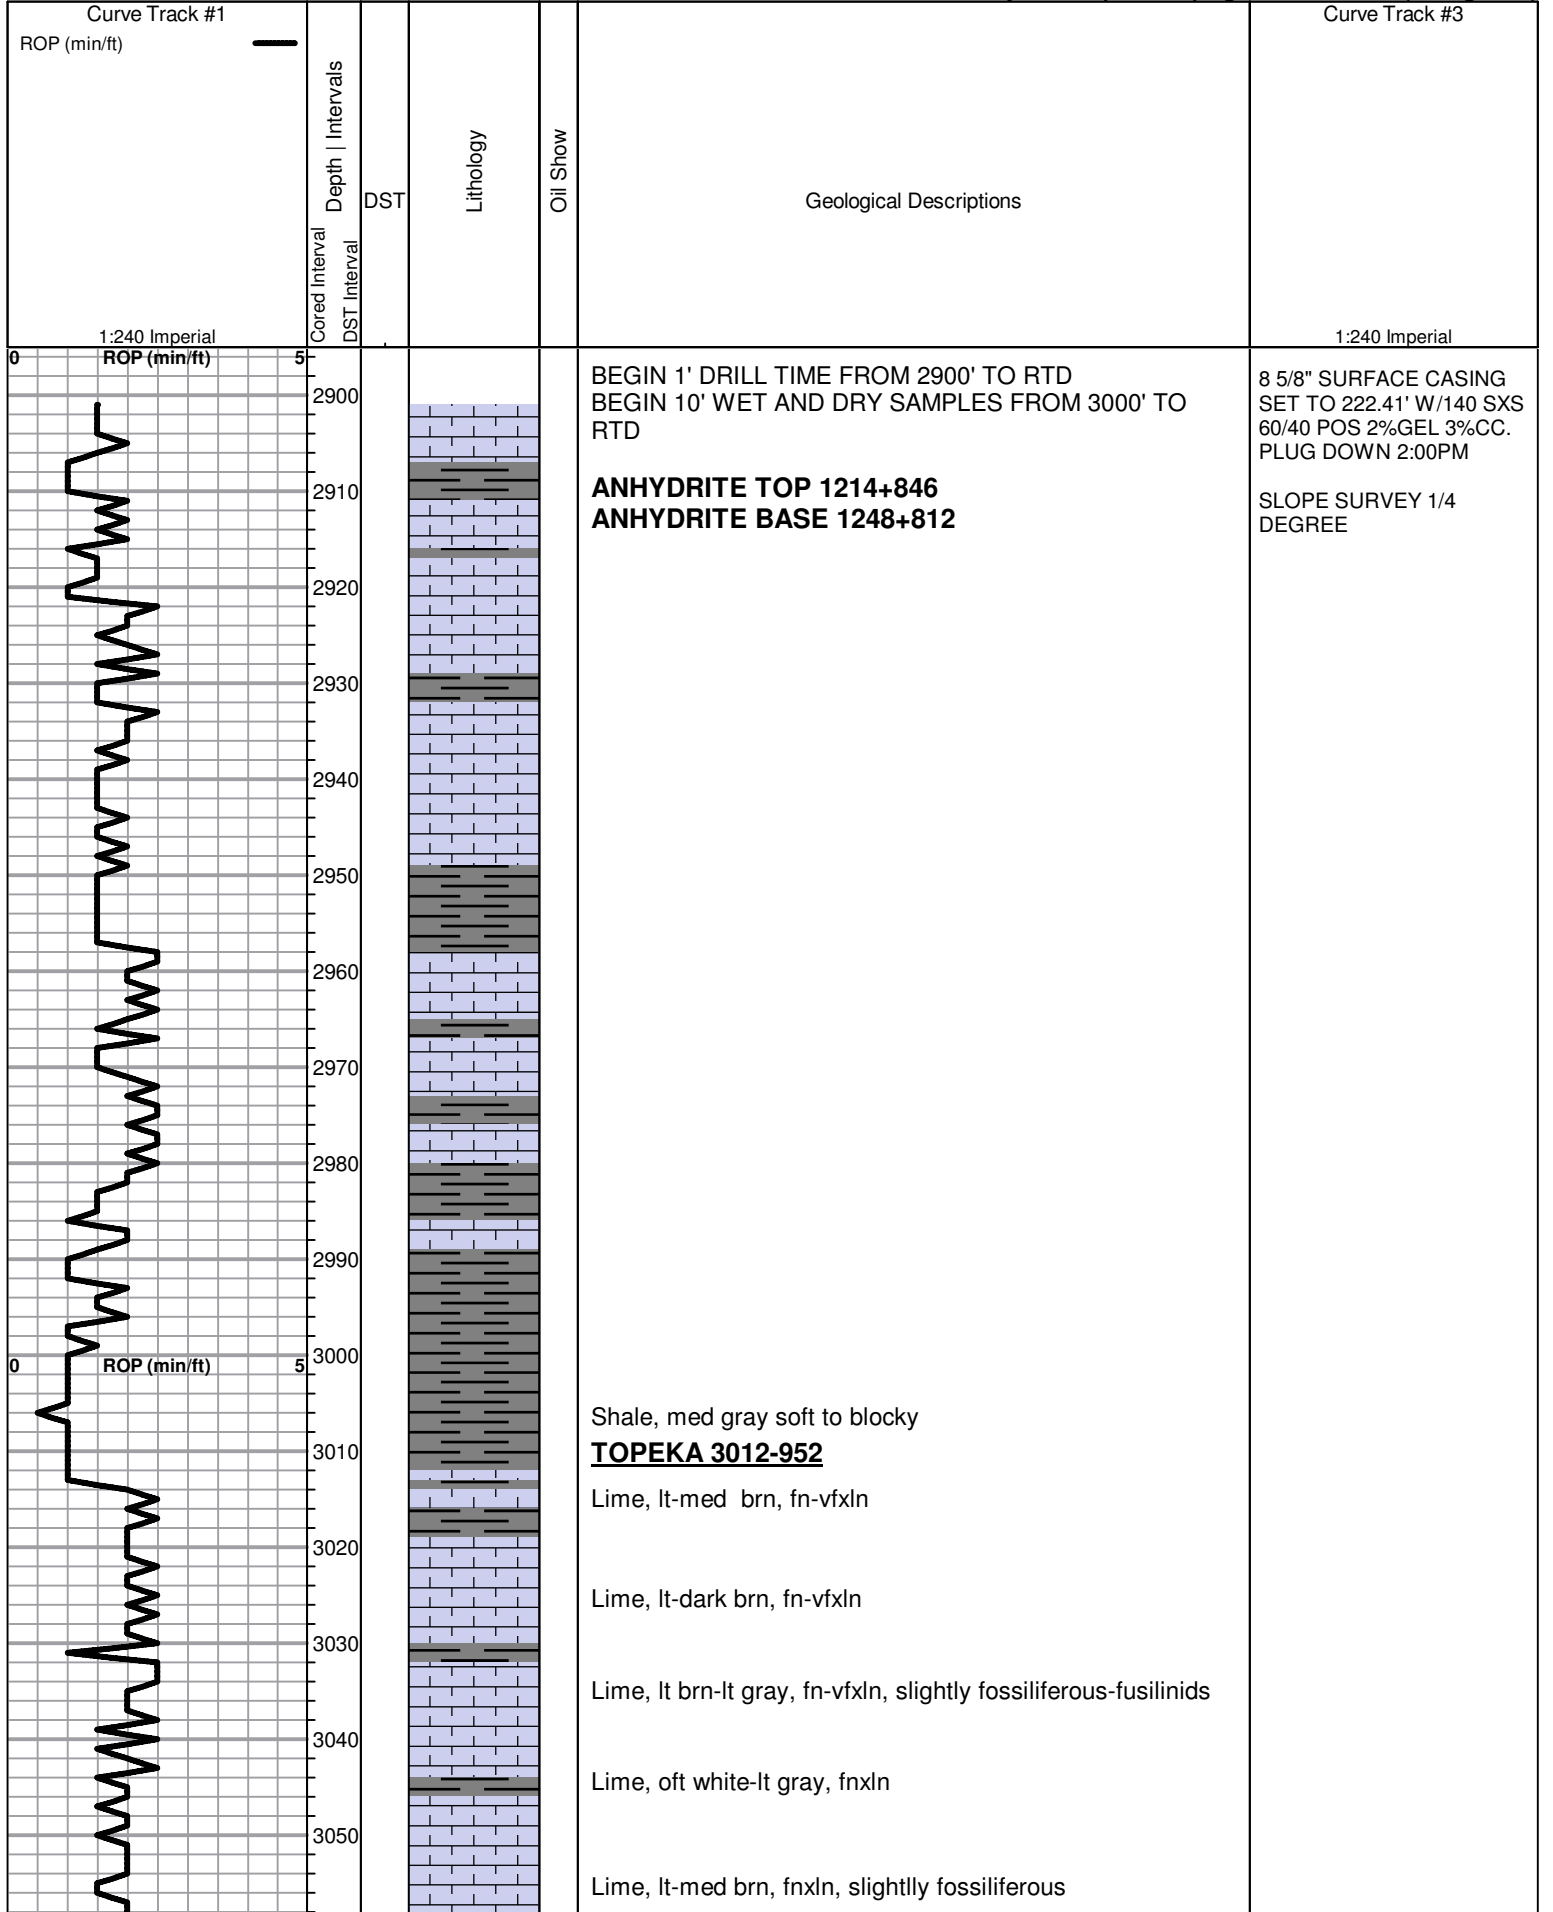 Curve Track #1
ROP (min/ft)
1:240 Imperial
Depth | Intervals
Cored Interval
DST Interval
DST
Lithology
Oil Show
Geological Descriptions
Curve Track #3
1:240 Imperial
0 ROP (min/ft) 5
BEGIN 1' DRILL TIME FROM 2900' TO RTD
BEGIN 10' WET AND DRY SAMPLES FROM 3000' TO
RTD
ANHYDRITE TOP 1214+846
ANHYDRITE BASE 1248+812
8 5/8" SURFACE CASING
SET TO 222.41' W/140 SXS
60/40 POS 2%GEL 3%CC.
PLUG DOWN 2:00PM
SLOPE SURVEY 1/4
DEGREE
2900
2910
2920
2930
2940
2950
2960
2970
2980
2990
3000
0 ROP (min/ft) 5
Shale, med gray soft to blocky
3010
TOPEKA 3012-952
Lime, lt-med  brn, fn-vfxln
3020
Lime, lt-dark brn, fn-vfxln
3030
Lime, lt brn-lt gray, fn-vfxln, slightly fossiliferous-fusilinids
3040
Lime, oft white-lt gray, fnxln
3050
Lime, lt-med brn, fnxln, slightlly fossiliferous